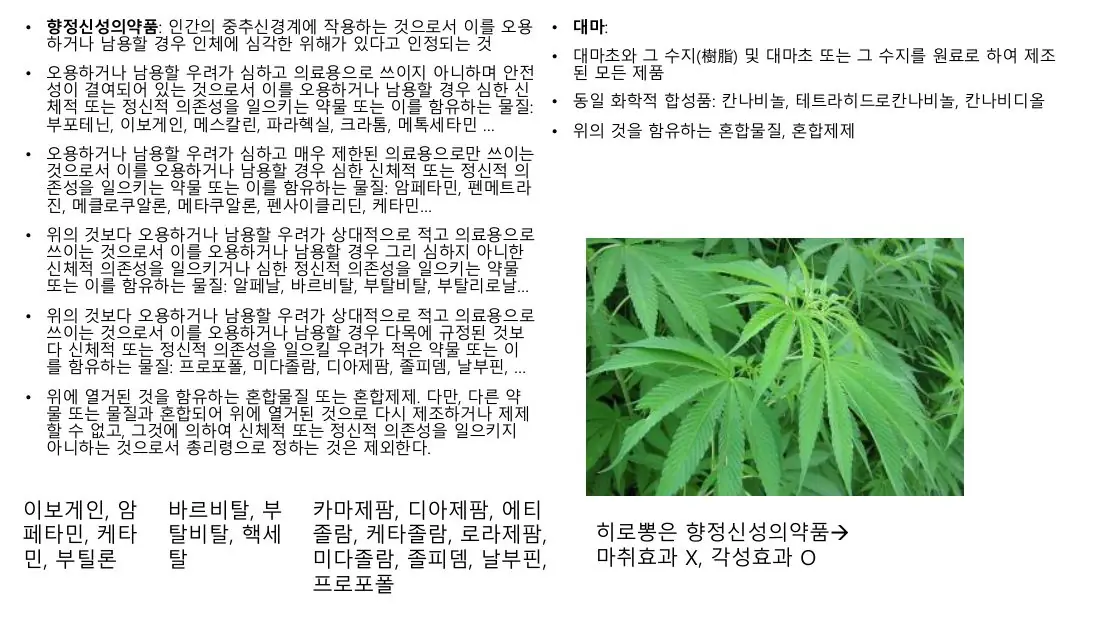 • 향정신성의약품: 인간의 중추신경계에 작용하는 것으로서 이를 오용
하거나 남용할 경우 인체에 심각한 위해가 있다고 인정되는 것
• 오용하거나 남용할 우려가 심하고 의료용으로 쓰이지 아니하며 안전
성이 결여되어 있는 것으로서 이를 오용하거나 남용할 경우 심한 신
체적 또는 정신적 의존성을 일으키는 약물 또는 이를 함유하는 물질:
부포테닌, 이보게인, 메스칼린, 파라헥실, 크라톰, 메톡세타민 ...
• 오용하거나 남용할 우려가 심하고 매우 제한된 의료용으로만 쓰이는
것으로서 이를 오용하거나 남용할 경우 심한 신체적 또는 정신적 의
존성을 일으키는 약물 또는 이를 함유하는 물질: 암페타민, 펜메트라
진, 메클로쿠알론, 메타쿠알론, 펜사이클리딘, 케타민...
• 위의 것보다 오용하거나 남용할 우려가 상대적으로 적고 의료용으로
쓰이는 것으로서 이를 오용하거나 남용할 경우 그리 심하지 아니한
신체적 의존성을 일으키거나 심한 정신적 의존성을 일으키는 약물
또는 이를 함유하는 물질: 알페날, 바르비탈, 부탈비탈, 부탈리로날...
• 위의 것보다 오용하거나 남용할 우려가 상대적으로 적고 의료용으로
쓰이는 것으로서 이를 오용하거나 남용할 경우 다목에 규정된 것보
다 신체적 또는 정신적 의존성을 일으킬 우려가 적은 약물 또는 이
를 함유하는 물질: 프로포폴, 미다졸람, 디아제팜, 졸피뎀, 날부핀, ...
• 위에 열거된 것을 함유하는 혼합물질 또는 혼합제제. 다만, 다른 약
물 또는 물질과 혼합되어 위에 열거된 것으로 다시 제조하거나 제제
할 수 없고, 그것에 의하여 신체적 또는 정신적 의존성을 일으키지
아니하는 것으로서 총리령으로 정하는 것은 제외한다.
이보게인, 암
페타민, 케타
민, 부틸론
바르비탈, 부
탈비탈, 핵세
탈
카마제팜, 디아제팜, 에티
졸람, 케타졸람, 로라제팜,
미다졸람, 졸피뎀, 날부핀,
프로포폴
• 대마:
• 대마초와 그 수지(樹脂) 및 대마초 또는 그 수지를 원료로 하여 제조
된 모든 제품
• 동일 화학적 합성품: 칸나비놀, 테트라히드로칸나비놀, 칸나비디올
• 위의 것을 함유하는 혼합물질, 혼합제제
히로뽕은 향정신성의약품→
마취효과 X, 각성효과 O